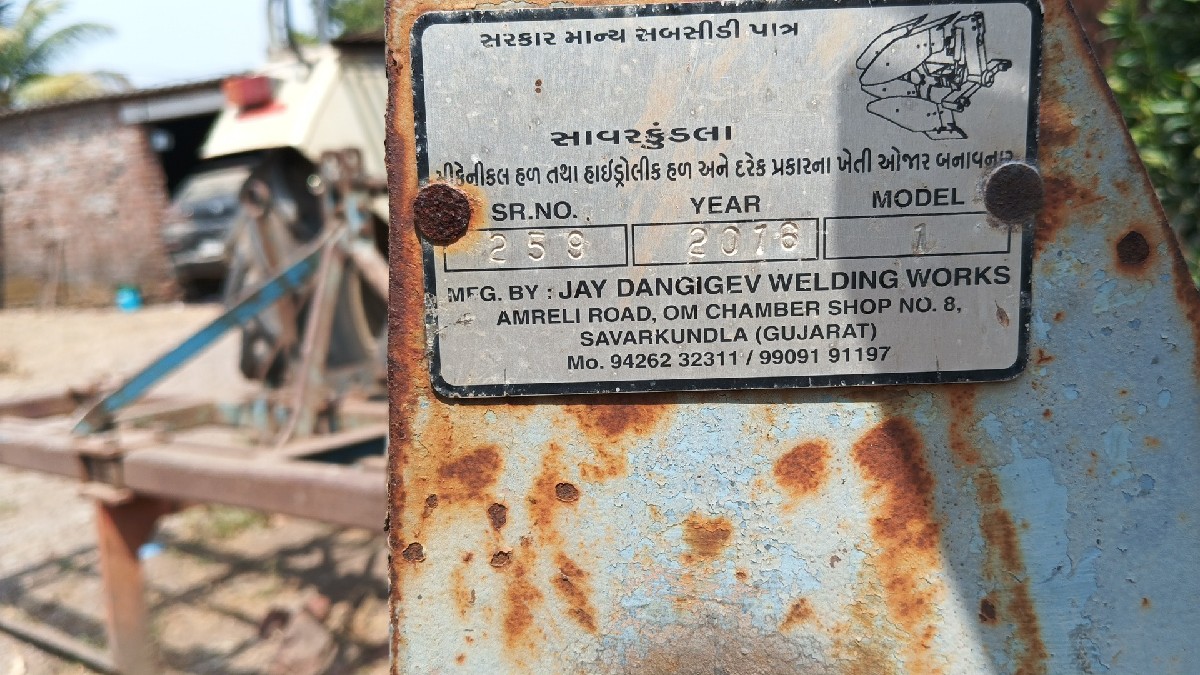 સરકાર માન્ય સબસીડી પાત્ર
સાવરકુંડલા
મીકેનીકલ હળ તથા હાઈડ્રોલીક હળ અને દરેક પ્રકારના ખેતી ઓજાર બનાવનાર
SR.NO. YEAR MODEL
259 2016 1
MFG. BY : JAY DANGIGEV WELDING WORKS
AMRELI ROAD, OM CHAMBER SHOP NO. 8,
SAVARKUNDLA (GUJARAT)
Mo. 94262 32311 / 99091 91197